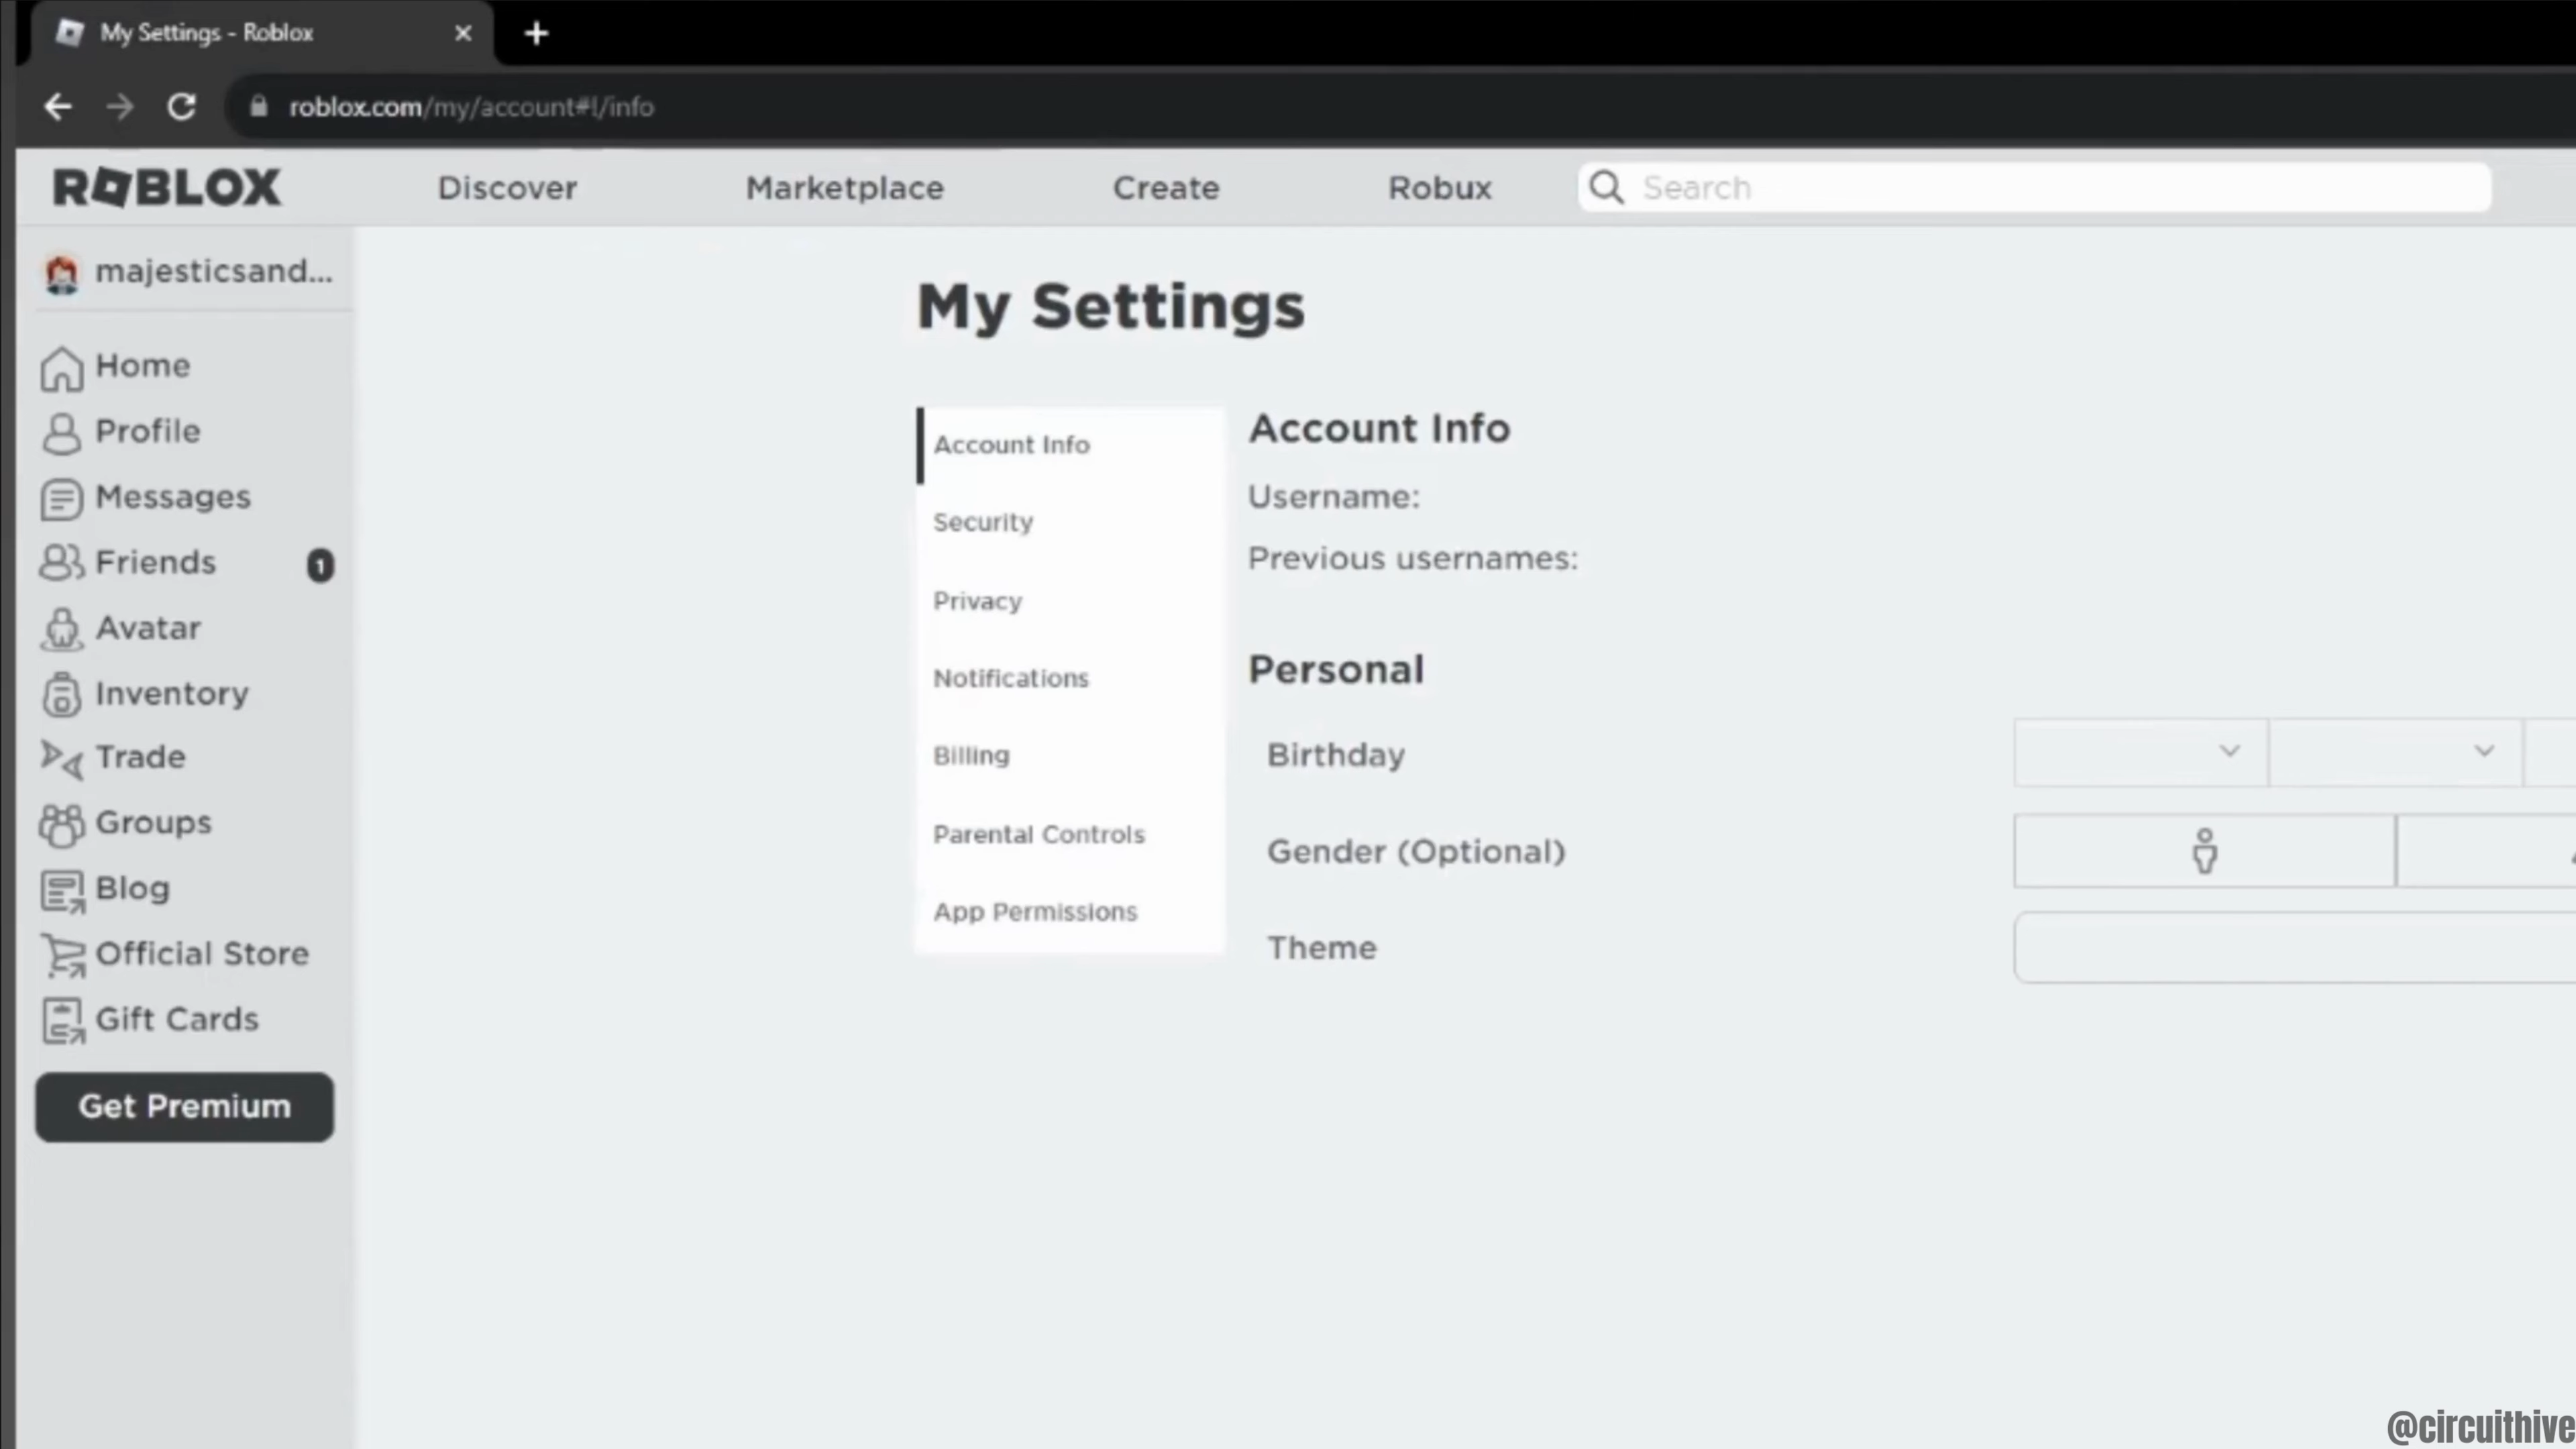 My Settings - Roblox
roblox.com/my/account#!/info
ROBLOX
Discover
Marketplace
Create
Robux
Search
majesticsand...
Home
Profile
Messages
Friends
1
Avatar
Inventory
Trade
Groups
Blog
Official Store
Gift Cards
Get Premium
My Settings
Account Info
Security
Privacy
Notifications
Billing
Parental Controls
App Permissions
Account Info
Username:
Previous usernames:
Personal
Birthday
Gender (Optional)
Theme
@circuithive